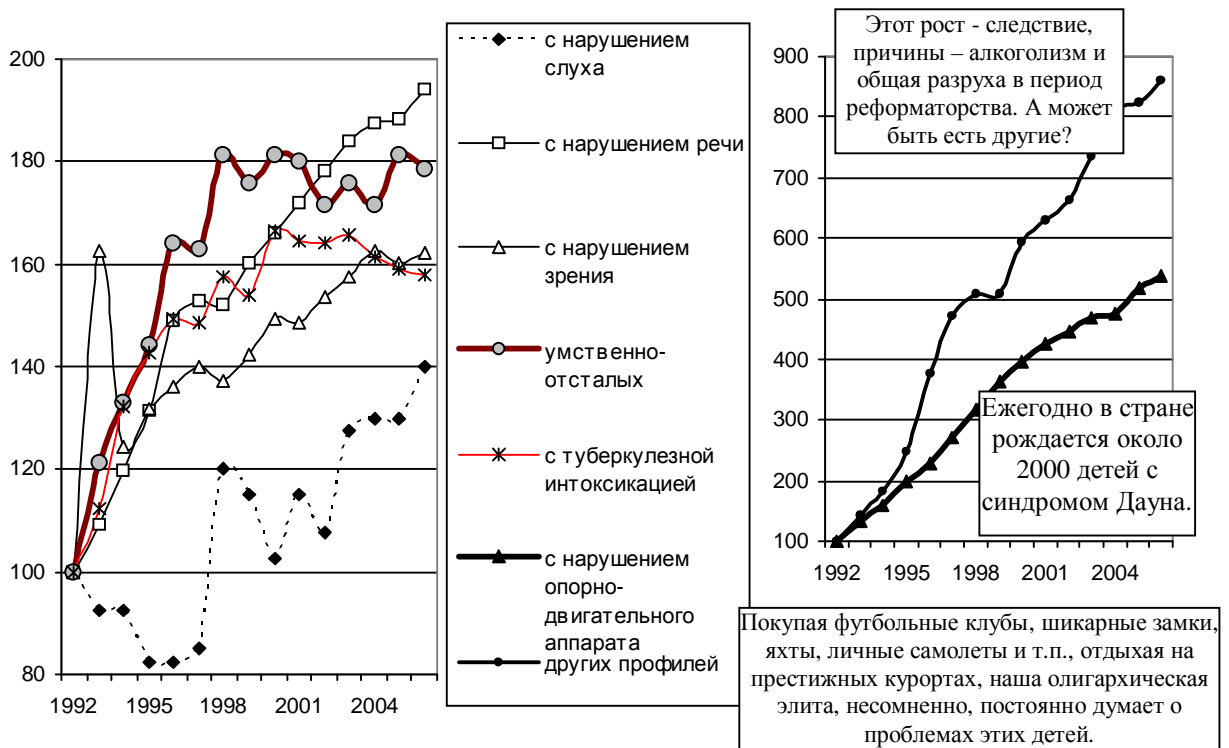 200
180
160
140
120
100
80
1992
1995
1998
2001
2004
с нарушением
слуха
с нарушением речи
с нарушением
зрения
умственно-
отсталых
с туберкулезной
интоксикацией
с нарушением
опорно-
двигательного
аппарата
других профилей
Этот рост - следствие,
причины – алкоголизм и
общая разруха в период
реформаторства. А может
быть есть другие?
900
800
700
600
500
400
300
200
100
1992
1995
1998
2001
2004
Ежегодно в стране
рождается около
2000 детей с
синдромом Дауна.
Покупая футбольные клубы, шикарные замки,
яхты, личные самолеты и т.п., отдыхая на
престижных курортах, наша олигархическая
элита, несомненно, постоянно думает о
проблемах этих детей.